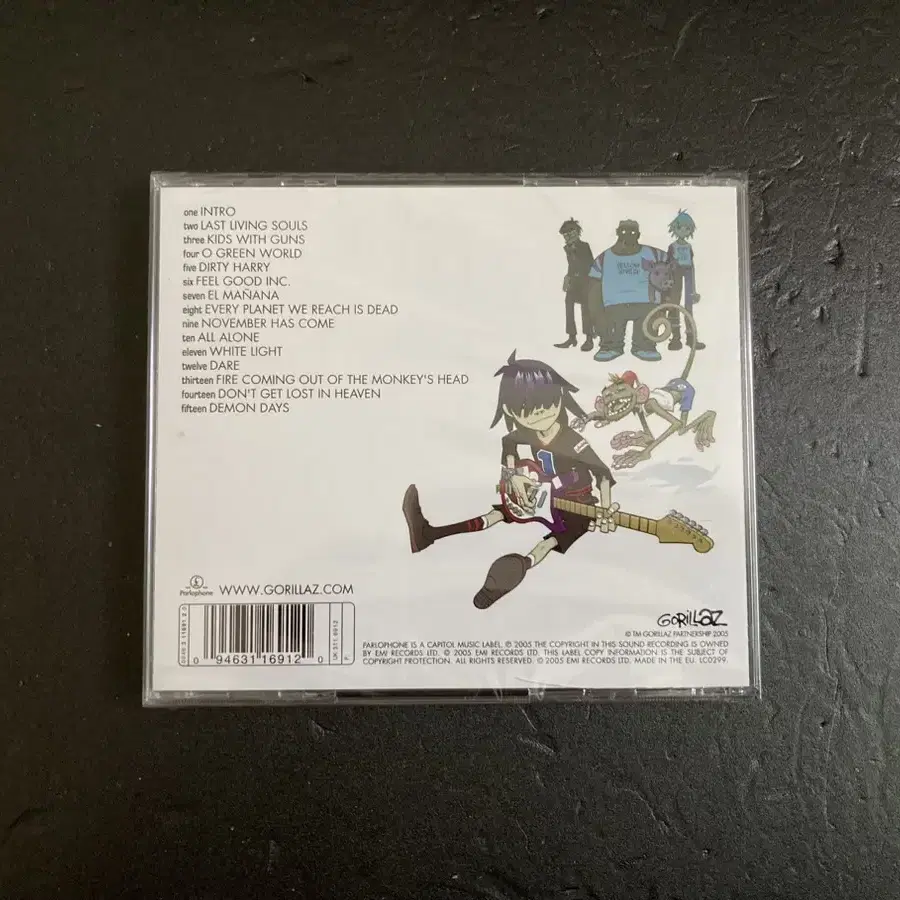 one INTRO
two LAST LIVING SOULS
three KIDS WITH GUNS
four O GREEN WORLD
five DIRTY HARRY
six FEEL GOOD INC.
seven EL MAÑANA
eight EVERY PLANET WE REACH IS DEAD
nine NOVEMBER HAS COME
ten ALL ALONE
eleven WHITE LIGHT
twelve DARE
thirteen FIRE COMING OUT OF THE MONKEY'S HEAD
fourteen DON'T GET LOST IN HEAVEN
fifteen DEMON DAYS
1
Parlophone
WWW.GORILLAZ.COM
0 94631 16912 0
GORILLAZ
© TM GORILLAZ PARTNERSHIP 2005
PARLOPHONE IS A CAPITOL MUSIC LABEL. ℗ 2005 THE COPYRIGHT IN THIS SOUND RECORDING IS OWNED
BY EMI RECORDS LTD. © 2005 EMI RECORDS LTD. THIS LABEL COPY INFORMATION IS THE SUBJECT OF
COPYRIGHT PROTECTION. ALL RIGHTS RESERVED. © 2005 EMI RECORDS LTD. MADE IN THE EU. LC0299.